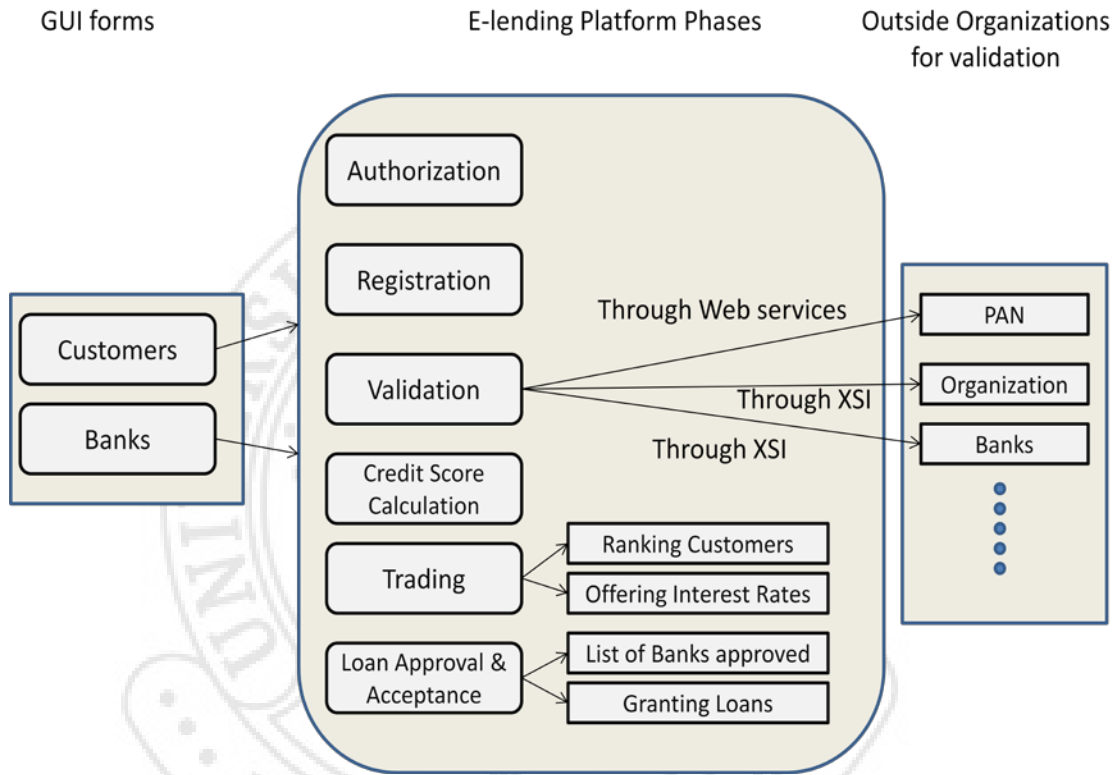 GUI forms
E-lending Platform Phases
Outside Organizations
for validation
Authorization
Registration
Through Web services
PAN
Customers
Validation
Organization
Through XSI
Banks
Banks
Through XSI
Credit Score
Calculation
Ranking Customers
Trading
Offering Interest Rates
List of Banks approved
Loan Approval &
Acceptance
Granting Loans
UNI
ERSI